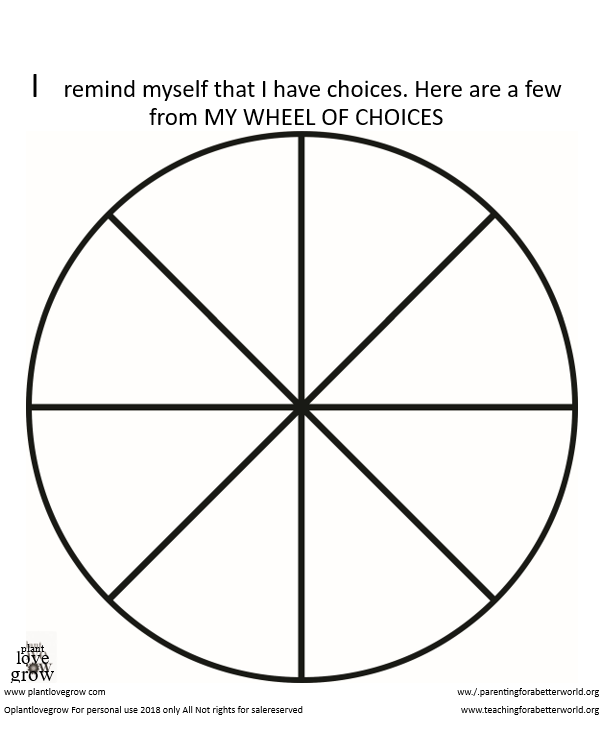 I remind myself that I have choices. Here are a few
from MY WHEEL OF CHOICES
plant
love
grow
www plantlovegrow com
ww./.parentingforabetterworld.org
Oplantlovegrow For personal use 2018 only All Not rights for salereserved
www.teachingforabetterworld.org